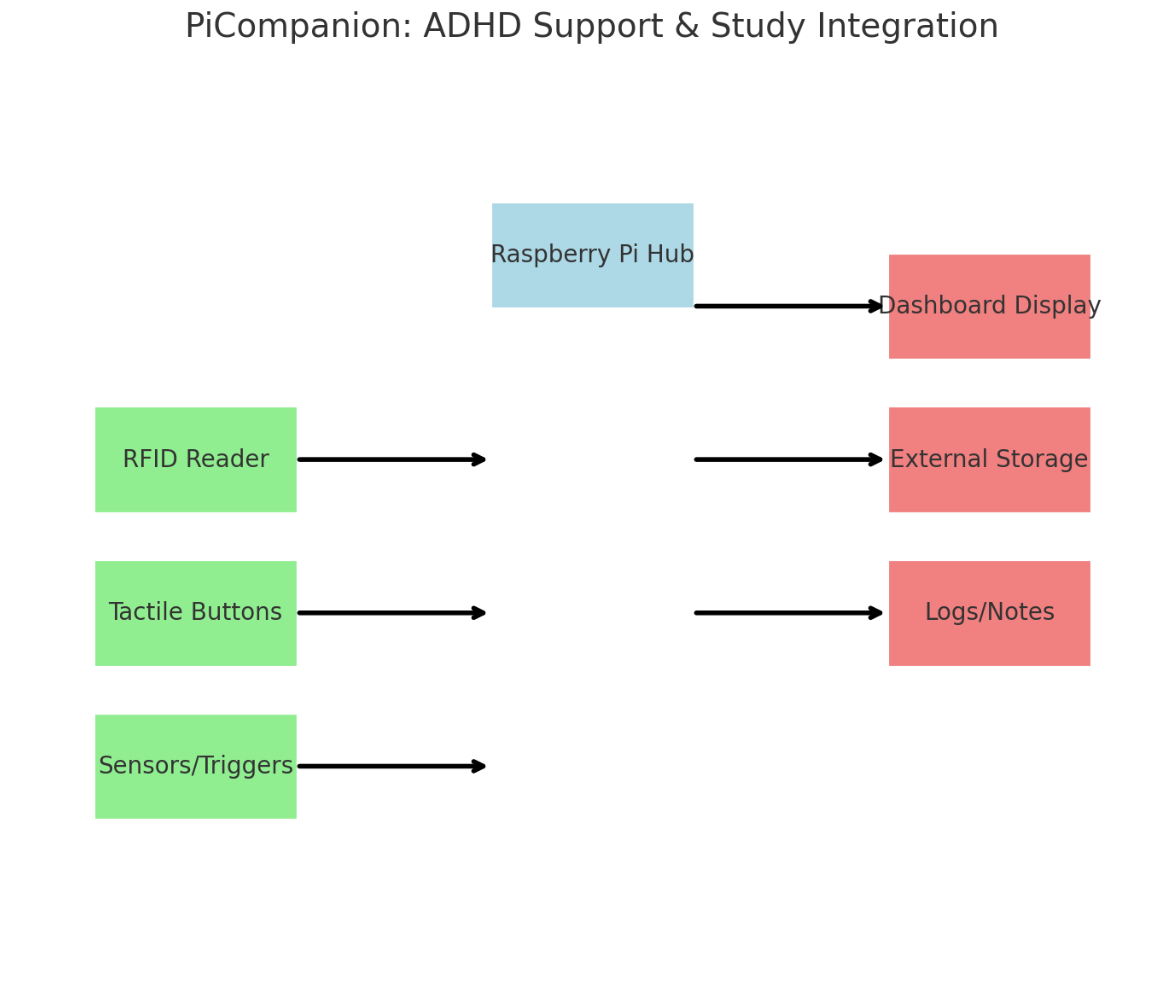 PiCompanion: ADHD Support & Study Integration
Raspberry Pi Hub
Dashboard Display
RFID Reader
External Storage
Tactile Buttons
Logs/Notes
Sensors/Triggers